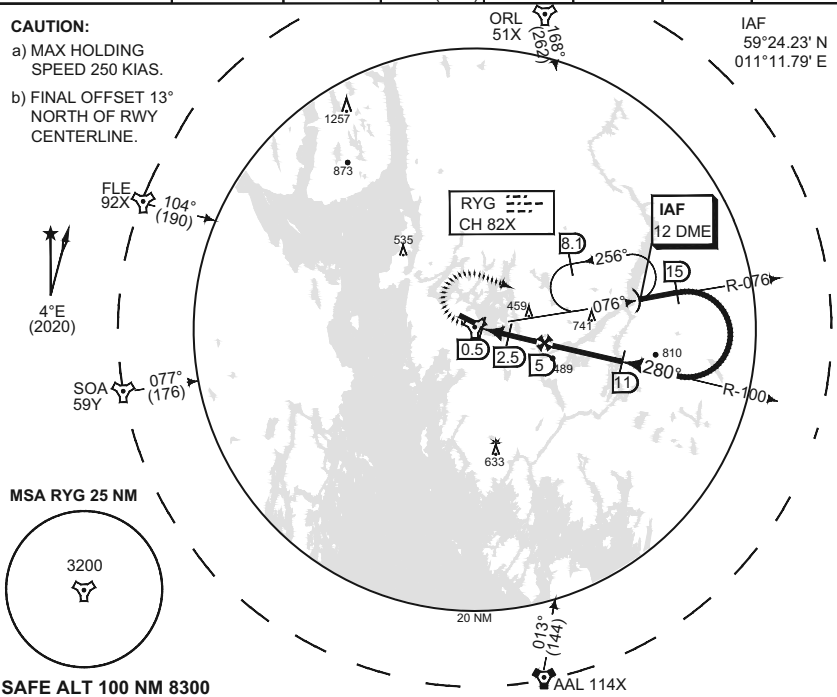 CAUTION:
a) MAX HOLDING
SPEED 250 KIAS.
b) FINAL OFFSET 13°
NORTH OF RWY
CENTERLINE.
ORL
51X
168°
(262)
IAF
59°24.23' N
011°11.79' E
1257
873
FLE
92X
104°
(190)
535
RYG
CH 82X
IAF
12 DME
8.1
256°
15
R-076
076°
4°E
(2020)
459
741
0.5
2.5
5
489
810
280°
11
R-100
SOA
59Y
077°
(176)
633
MSA RYG 25 NM
3200
20 NM
013°
(144)
AAL 114X
SAFE ALT 100 NM 8300